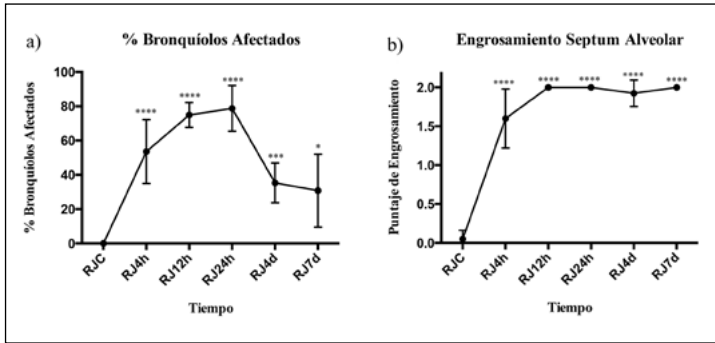 a)
% Bronquíolos Afectados
% Bronquíolos Afectados
100
80
60
40
20
0
****
****
****
***
*
RJC
RJ4h
RJ12h
RJ24h
RJ4d
RJ7d
Tiempo
b)
Engrosamiento Septum Alveolar
Puntaje de Engrosamiento
2.0
1.5
1.0
0.5
0.0
****
****
****
****
****
RJC
RJ4h
RJ12h
RJ24h
RJ4d
RJ7d
Tiempo